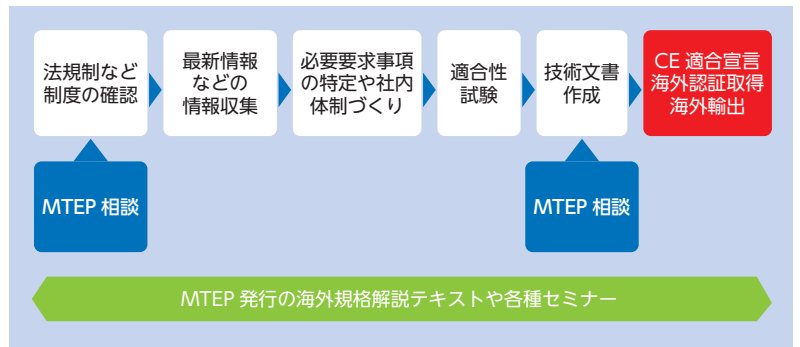 法規制など
制度の確認
最新情報
などの
情報収集
必要要求事項
の特定や社内
体制づくり
適合性
試験
技術文書
作成
CE 適合宣言
海外認証取得
海外輸出
MTEP 相談
MTEP 相談
MTEP 発行の海外規格解説テキストや各種セミナー